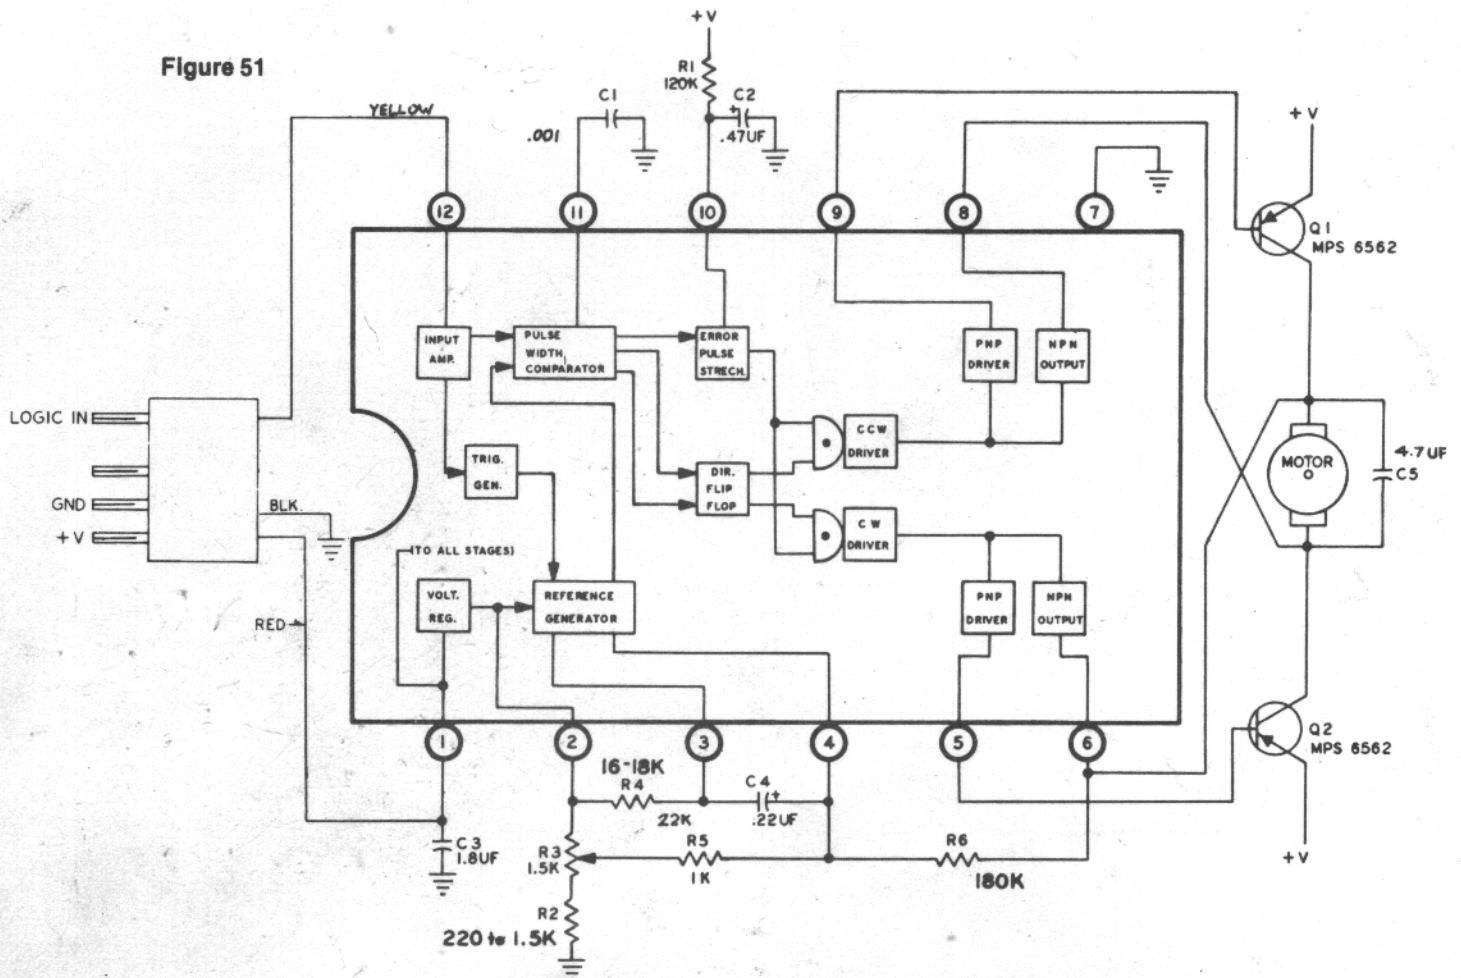 Figure 51
+V
R1
120K
C2
+
.47UF
C1
.001
YELLOW
+V
12
11
10
9
8
7
Q1
MPS 6562
INPUT
AMP.
PULSE
WIDTH
COMPARATOR
ERROR
PULSE
STRECH.
PNP
DRIVER
NPN
OUTPUT
LOGIC IN
GND
+V
BLK.
RED
TRIG.
GEN.
DIR.
FLIP
FLOP
CCW
DRIVER
CW
DRIVER
MOTOR
4.7UF
C5
(TO ALL STAGES)
VOLT.
REG.
REFERENCE
GENERATOR
PNP
DRIVER
NPN
OUTPUT
1
2
3
4
5
6
Q2
MPS 6562
16-18K
R4
22K
C4
+
.22UF
C3
1.8UF
R3
1.5K
R5
1K
R6
180K
R2
220 to 1.5K
+V